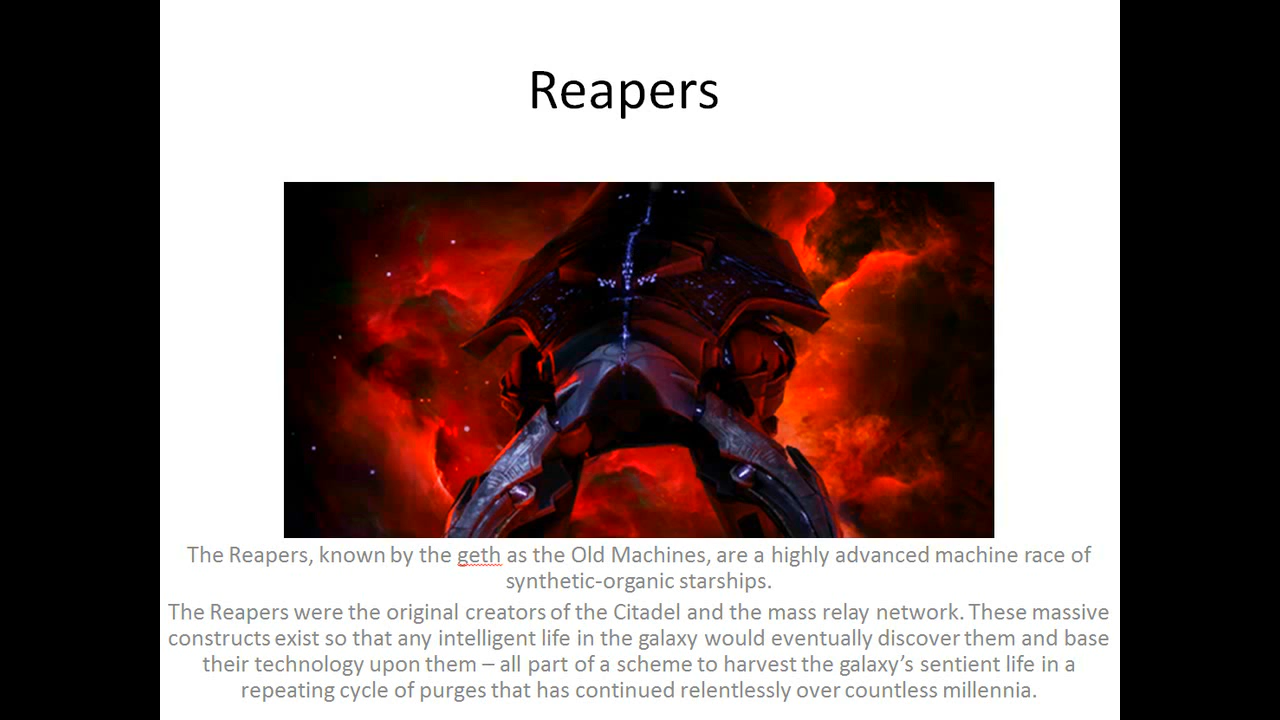 Reapers
The Reapers, known by the geth as the Old Machines, are a highly advanced machine race of
synthetic-organic starships.
The Reapers were the original creators of the Citadel and the mass relay network. These massive
constructs exist so that any intelligent life in the galaxy would eventually discover them and base
their technology upon them – all part of a scheme to harvest the galaxy’s sentient life in a
repeating cycle of purges that has continued relentlessly over countless millennia.